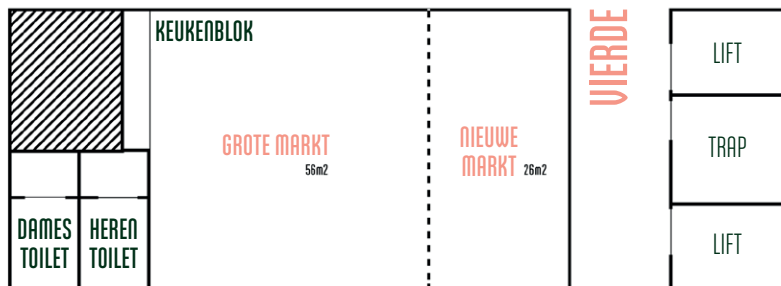 KEUKENBLOK
VIERDE
LIFT
GROTE MARKT
56m2
NIEUWE
MARKT 26m2
TRAP
DAMES
TOILET
HEREN
TOILET
LIFT